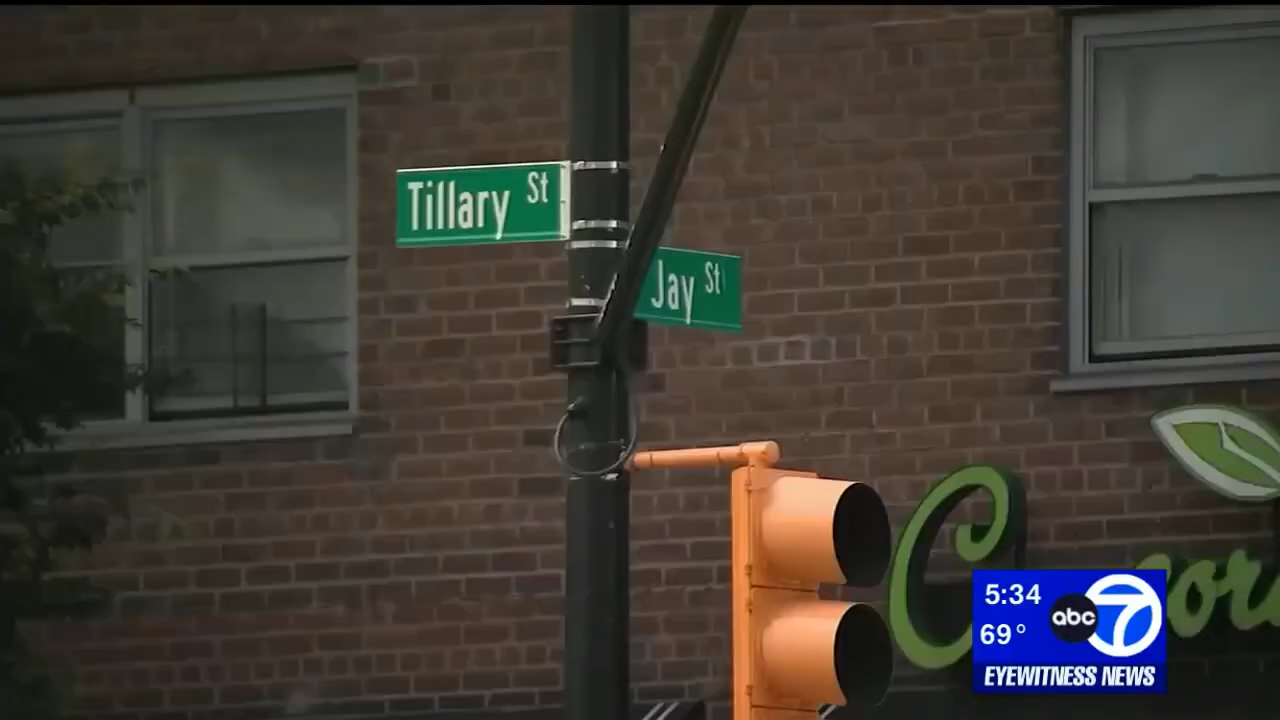 Tillary St
Jay St
5:34
69°
abc 7
EYEWITNESS NEWS